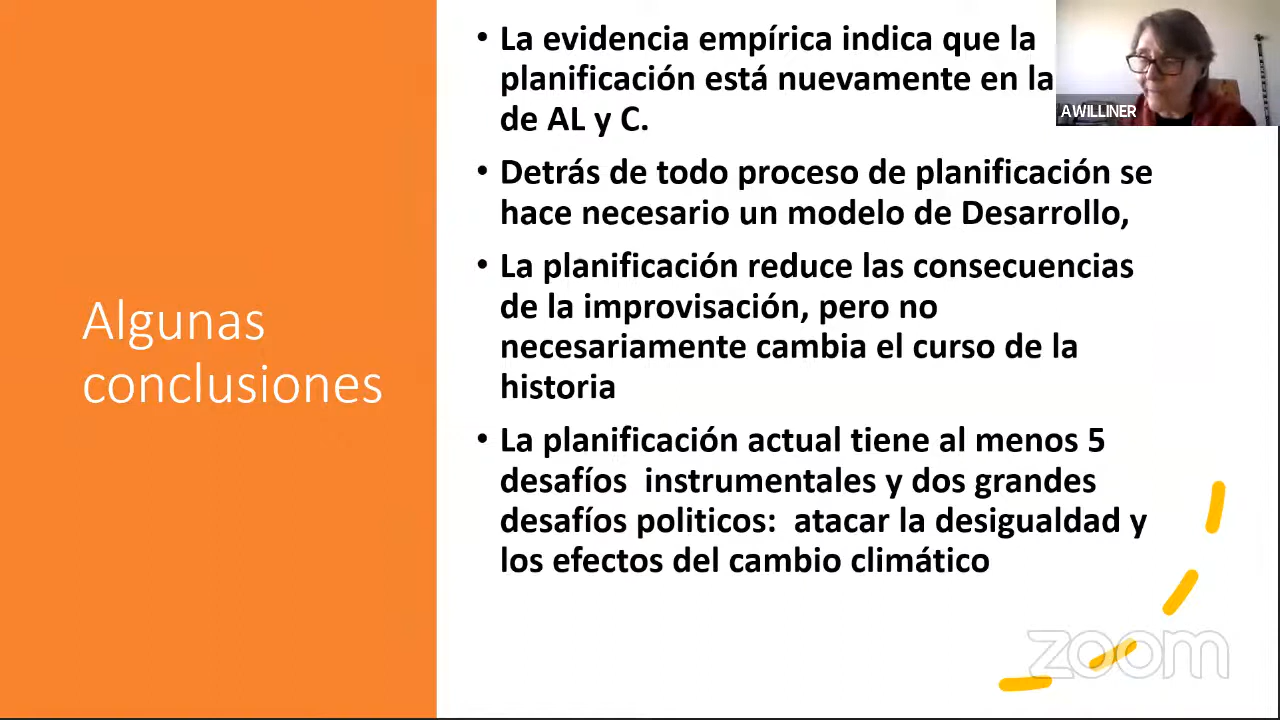 Algunas
conclusiones
• La evidencia empírica indica que la
planificación está nuevamente en la
de AL y C.
• Detrás de todo proceso de planificación se
hace necesario un modelo de Desarrollo,
• La planificación reduce las consecuencias
de la improvisación, pero no
necesariamente cambia el curso de la
historia
• La planificación actual tiene al menos 5
desafíos  instrumentales y dos grandes
desafíos politicos:  atacar la desigualdad y
los efectos del cambio climático
AWILLINER
zoom